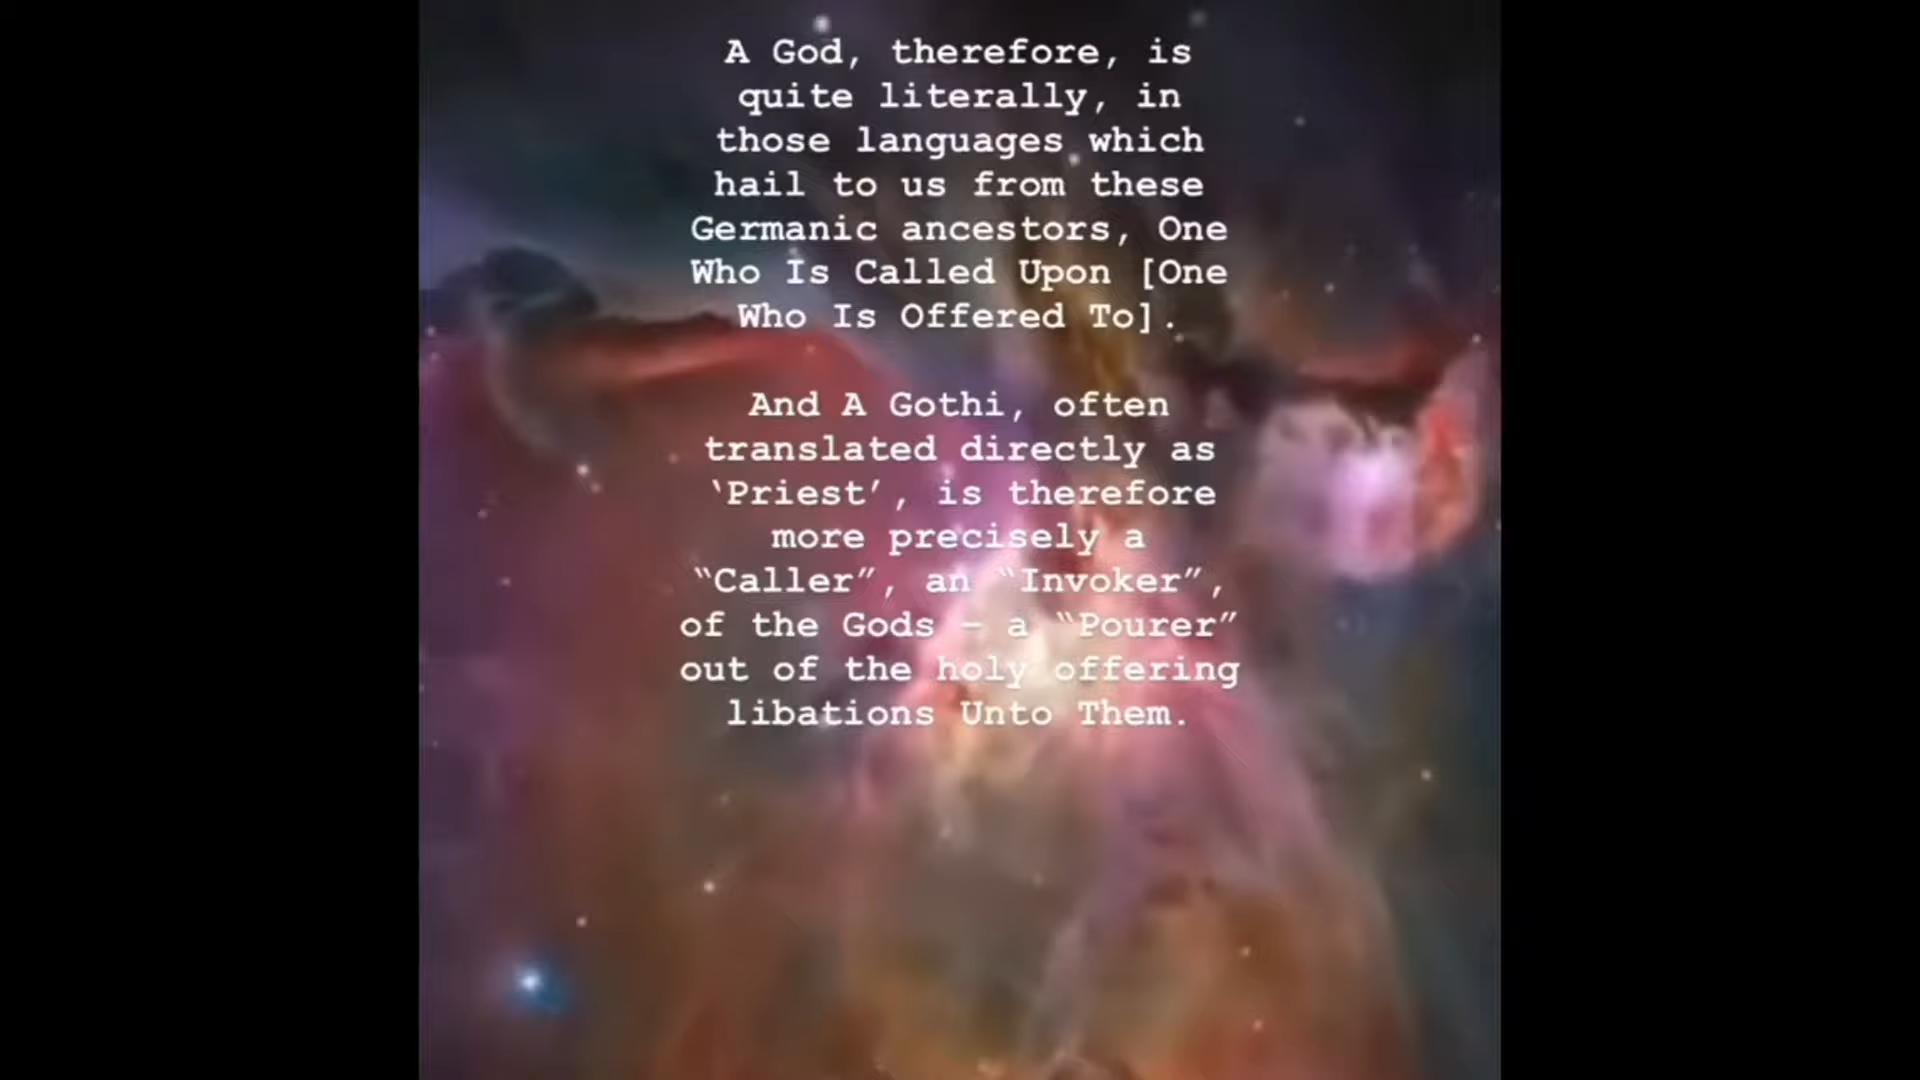 A God, therefore, is
quite literally, in
those languages which
hail to us from these
Germanic ancestors, One
Who Is Called Upon [One
Who Is Offered To].
And A Gothi, often
translated directly as
‘Priest’, is therefore
more precisely a
“Caller”, an “Invoker”,
of the Gods – a “Pourer”
out of the holy offering
libations Unto Them.